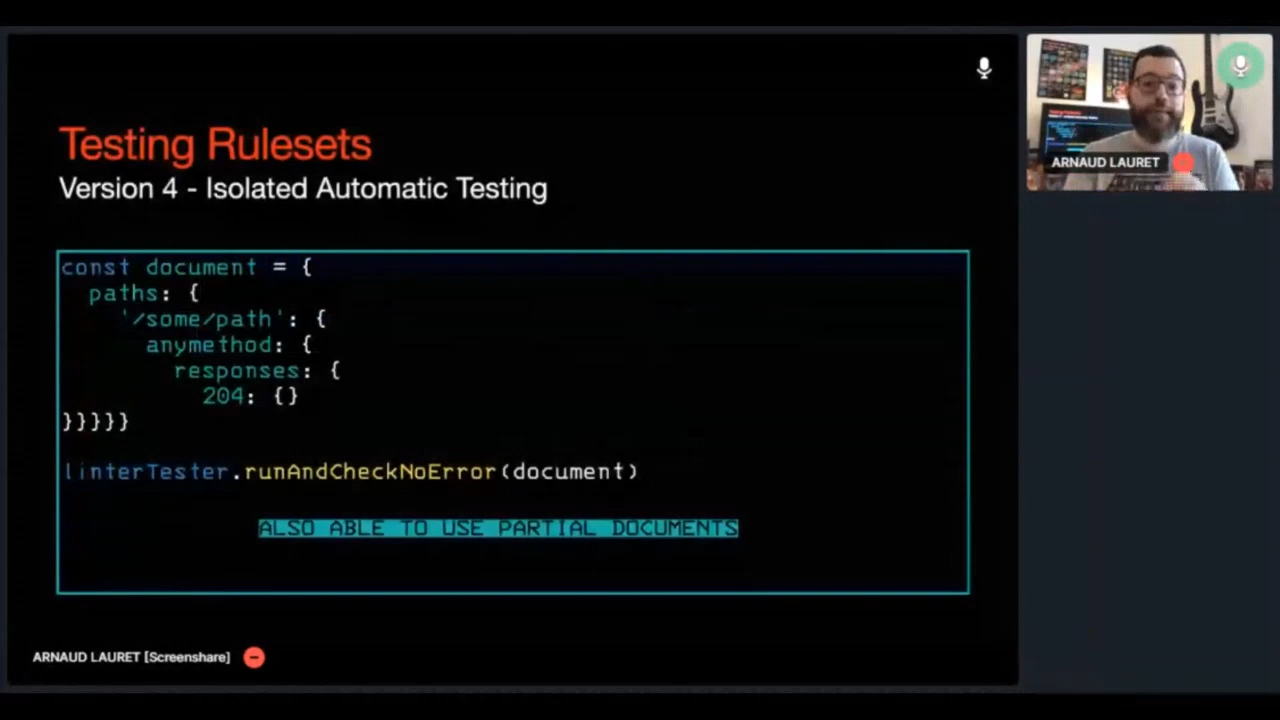 Testing Rulesets
Version 4 - Isolated Automatic Testing
const document = {
  paths: {
    '/some/path': {
      anymethod: {
        responses: {
          204: {}
}}}}}
linterTester.runAndCheckNoError(document)
ALSO ABLE TO USE PARTIAL DOCUMENTS
ARNAUD LAURET [Screenshare]
ARNAUD LAURET